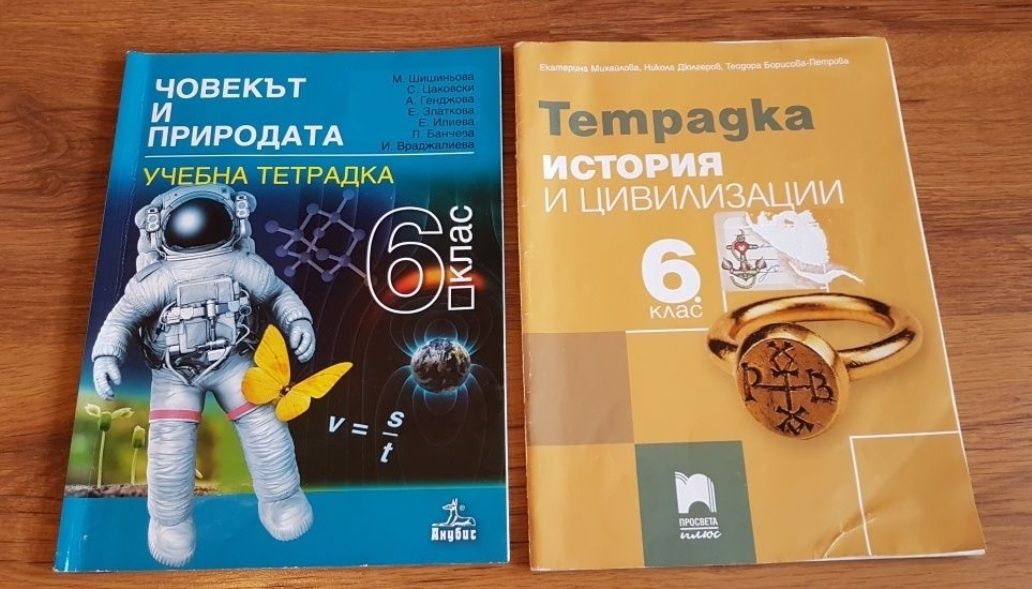 ЧОВЕКЪТ
И
ПРИРОДАТА
УЧЕБНА ТЕТРАДКА
М. Шишиньова
С. Цаковски
А. Генджова
Е. Златкова
Е. Илиева
Л. Банчева
И. Враджалиева
6 клас
v = s/t
Анубис
Екатерина Михайлова, Никола Дюлгеров, Теодора Борисова-Петрова
Тетрадка
ИСТОРИЯ
И ЦИВИЛИЗАЦИИ
6.
клас
P B
ПРОСВЕТА
плюс